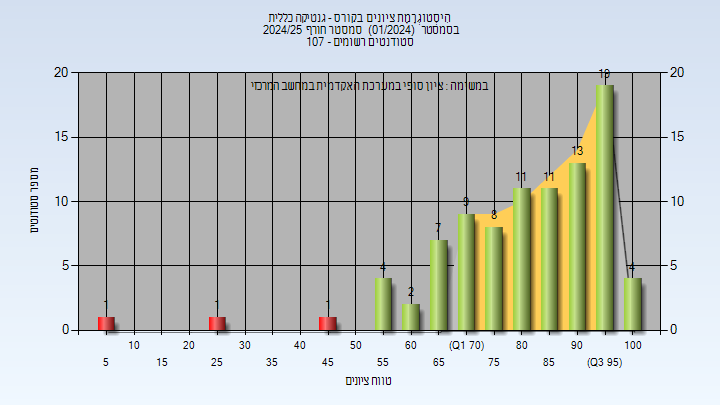 היסטוגרמת ציונים בקורס - גנטיקה כללית
בסמסטר (01/2024) סמסטר חורף 2024/25
סטודנטים רשומים - 107
במשימה : ציון סופי במערכת האקדמית במחשב המרכזי
20 20
15 15
10 10
5 5
0 0
מספר סטודנטים
1 1 1 4 2 7 9 8 11 11 13 19 4
10 20 30 40 50 60 (Q1 70) 80 90 100
5 15 25 35 45 55 65 75 85 (Q3 95)
טווח ציונים